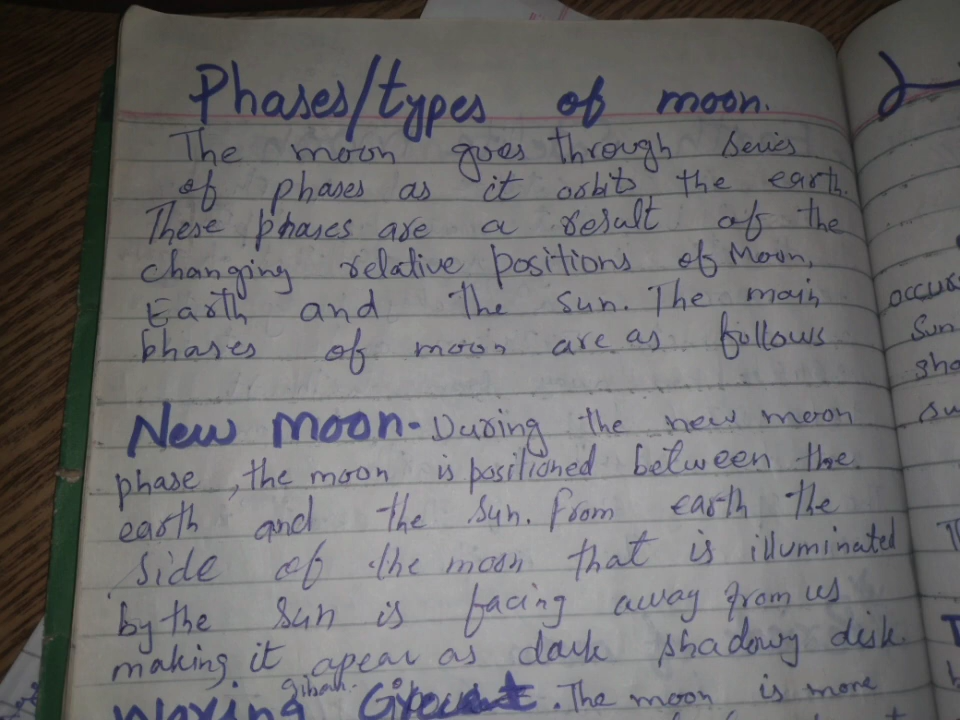 Phases/types of moon.
The moon goes through series
of phases as it orbits the earth.
These phases are a result of the
changing relative positions of Moon,
Earth and the Sun. The main
phases of moon are as follows
New moon- During the new moon
phase, the moon is positioned between the
earth and the Sun. From earth the
side of the moon that is illuminated
by the Sun is facing away from us
making it apear as dark shadowy disk.
Waxing . The moon is more
occurs
Sun